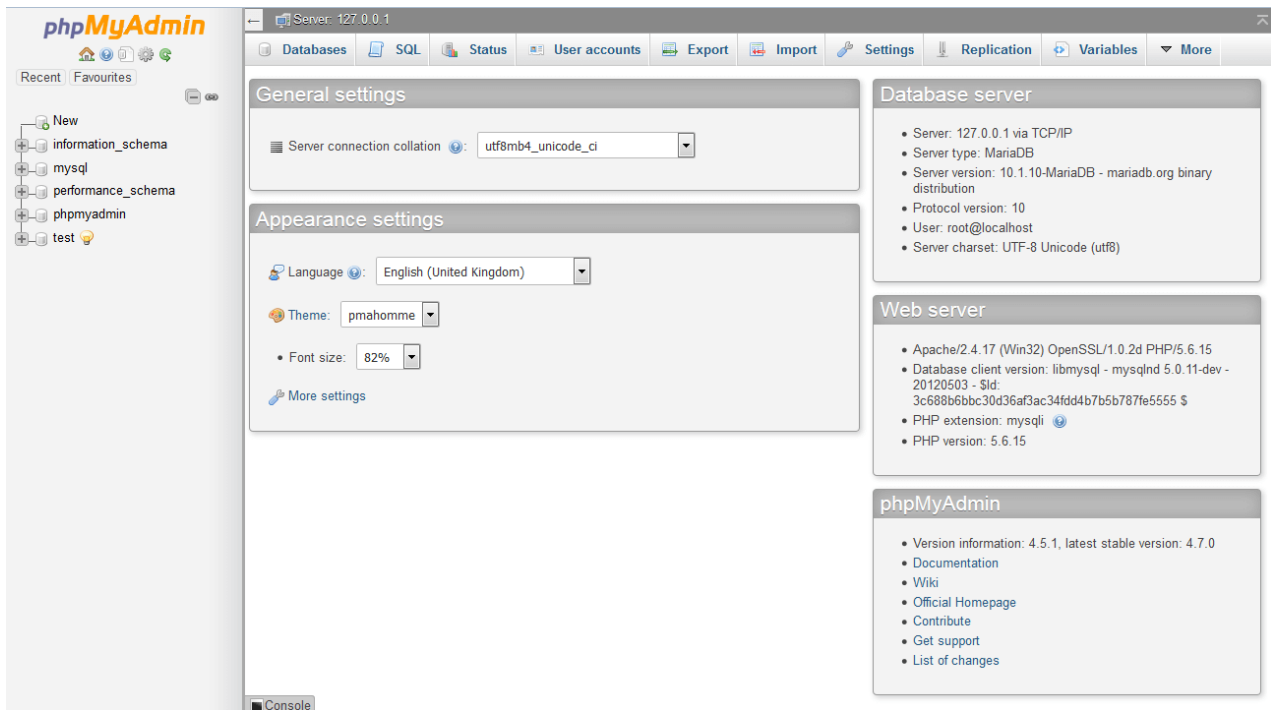 phpMyAdmin
Recent Favourites
New
information_schema
mysql
performance_schema
phpmyadmin
test
Server: 127.0.0.1
Databases SQL Status User accounts Export Import Settings Replication Variables More
General settings
Server connection collation : utf8mb4_unicode_ci
Appearance settings
Language : English (United Kingdom)
Theme: pmahomme
Font size: 82%
More settings
Database server
Server: 127.0.0.1 via TCP/IP
Server type: MariaDB
Server version: 10.1.10-MariaDB - mariadb.org binary
distribution
Protocol version: 10
User: root@localhost
Server charset: UTF-8 Unicode (utf8)
Web server
Apache/2.4.17 (Win32) OpenSSL/1.0.2d PHP/5.6.15
Database client version: libmysql - mysqlnd 5.0.11-dev -
20120503 - $Id:
3c688b6bbc30d36af3ac34fdd4b7b5b787fe5555 $
PHP extension: mysqli
PHP version: 5.6.15
phpMyAdmin
Version information: 4.5.1, latest stable version: 4.7.0
Documentation
Wiki
Official Homepage
Contribute
Get support
List of changes
Console